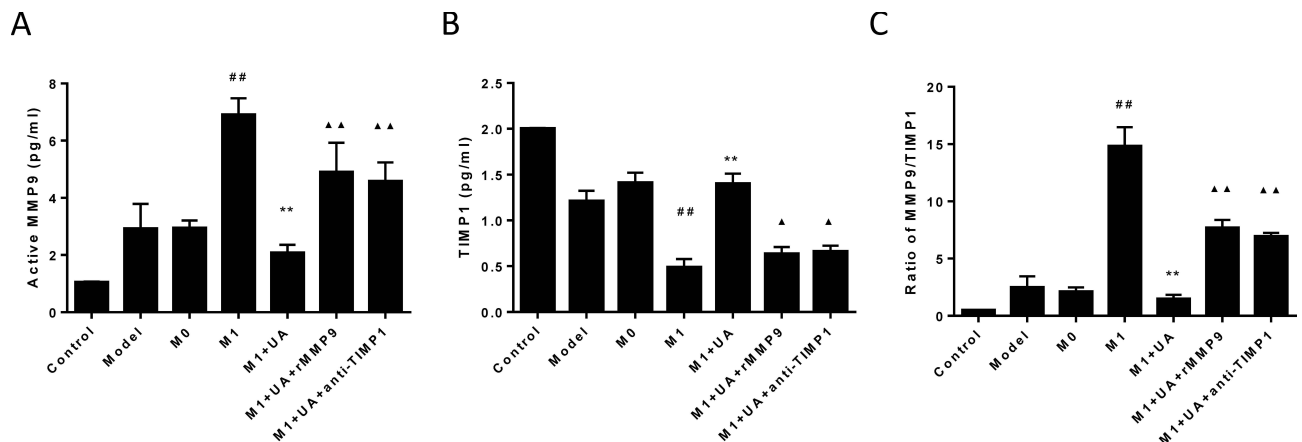 A
B
C
Active MMP9 (pg/ml)
8
6
4
2
0
##
**
▲▲
▲▲
Control
Model
M0
M1
M1+UA
M1+UA+rMMP9
M1+UA+anti-TIMP1
TIMP1 (pg/ml)
2.5
2.0
1.5
1.0
0.5
0.0
##
**
▲
▲
Control
Model
M0
M1
M1+UA
M1+UA+rMMP9
M1+UA+anti-TIMP1
Ratio of MMP9/TIMP1
20
15
10
5
0
##
**
▲▲
▲▲
Control
Model
M0
M1
M1+UA
M1+UA+rMMP9
M1+UA+anti-TIMP1